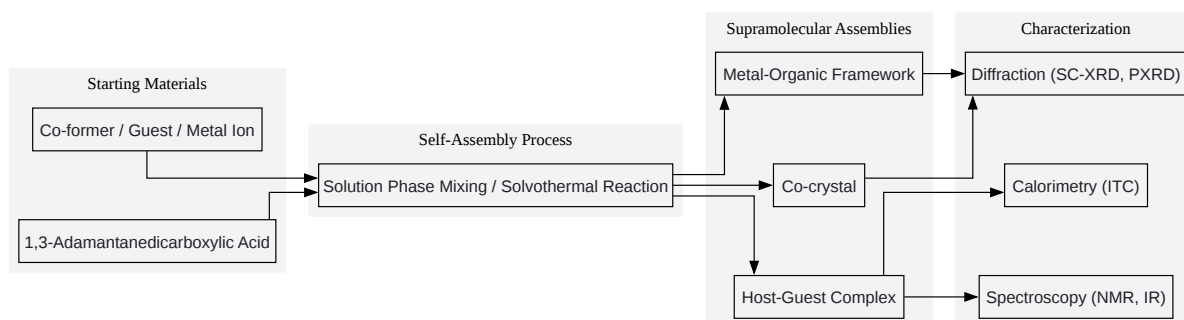 Starting Materials
Co-former / Guest / Metal Ion
1,3-Adamantanedicarboxylic Acid
Self-Assembly Process
Solution Phase Mixing / Solvothermal Reaction
Supramolecular Assemblies
Metal-Organic Framework
Co-crystal
Host-Guest Complex
Characterization
Diffraction (SC-XRD, PXRD)
Calorimetry (ITC)
Spectroscopy (NMR, IR)